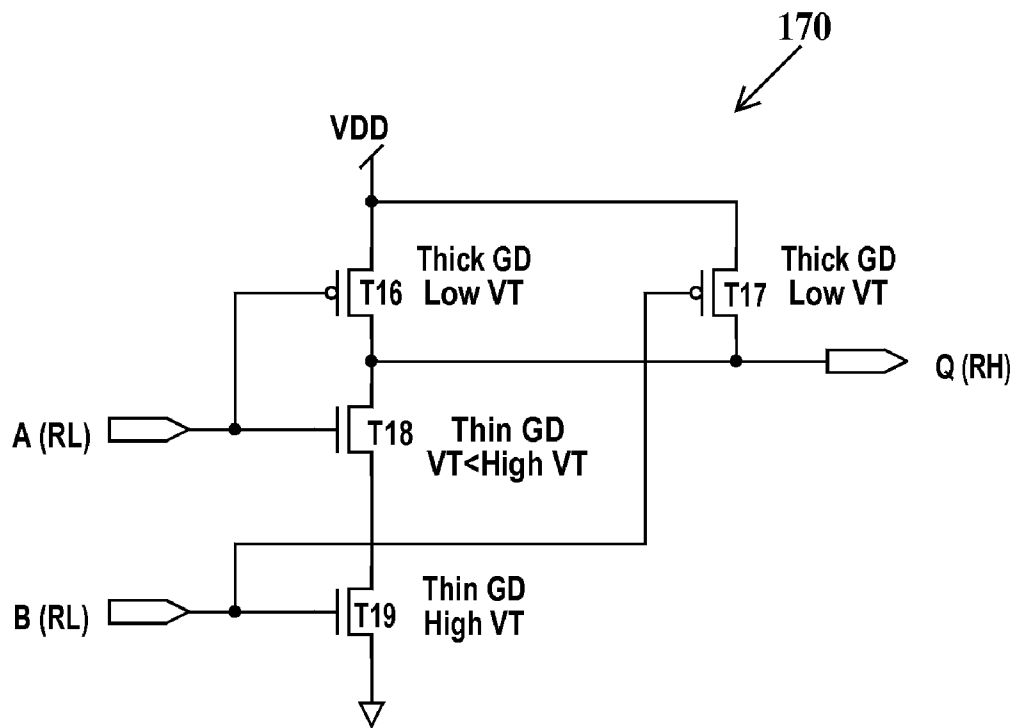 170
VDD
Thick GD
Low VT
T16
Thick GD
Low VT
T17
Q (RH)
A (RL)
T18
Thin GD
VT<High VT
B (RL)
T19
Thin GD
High VT